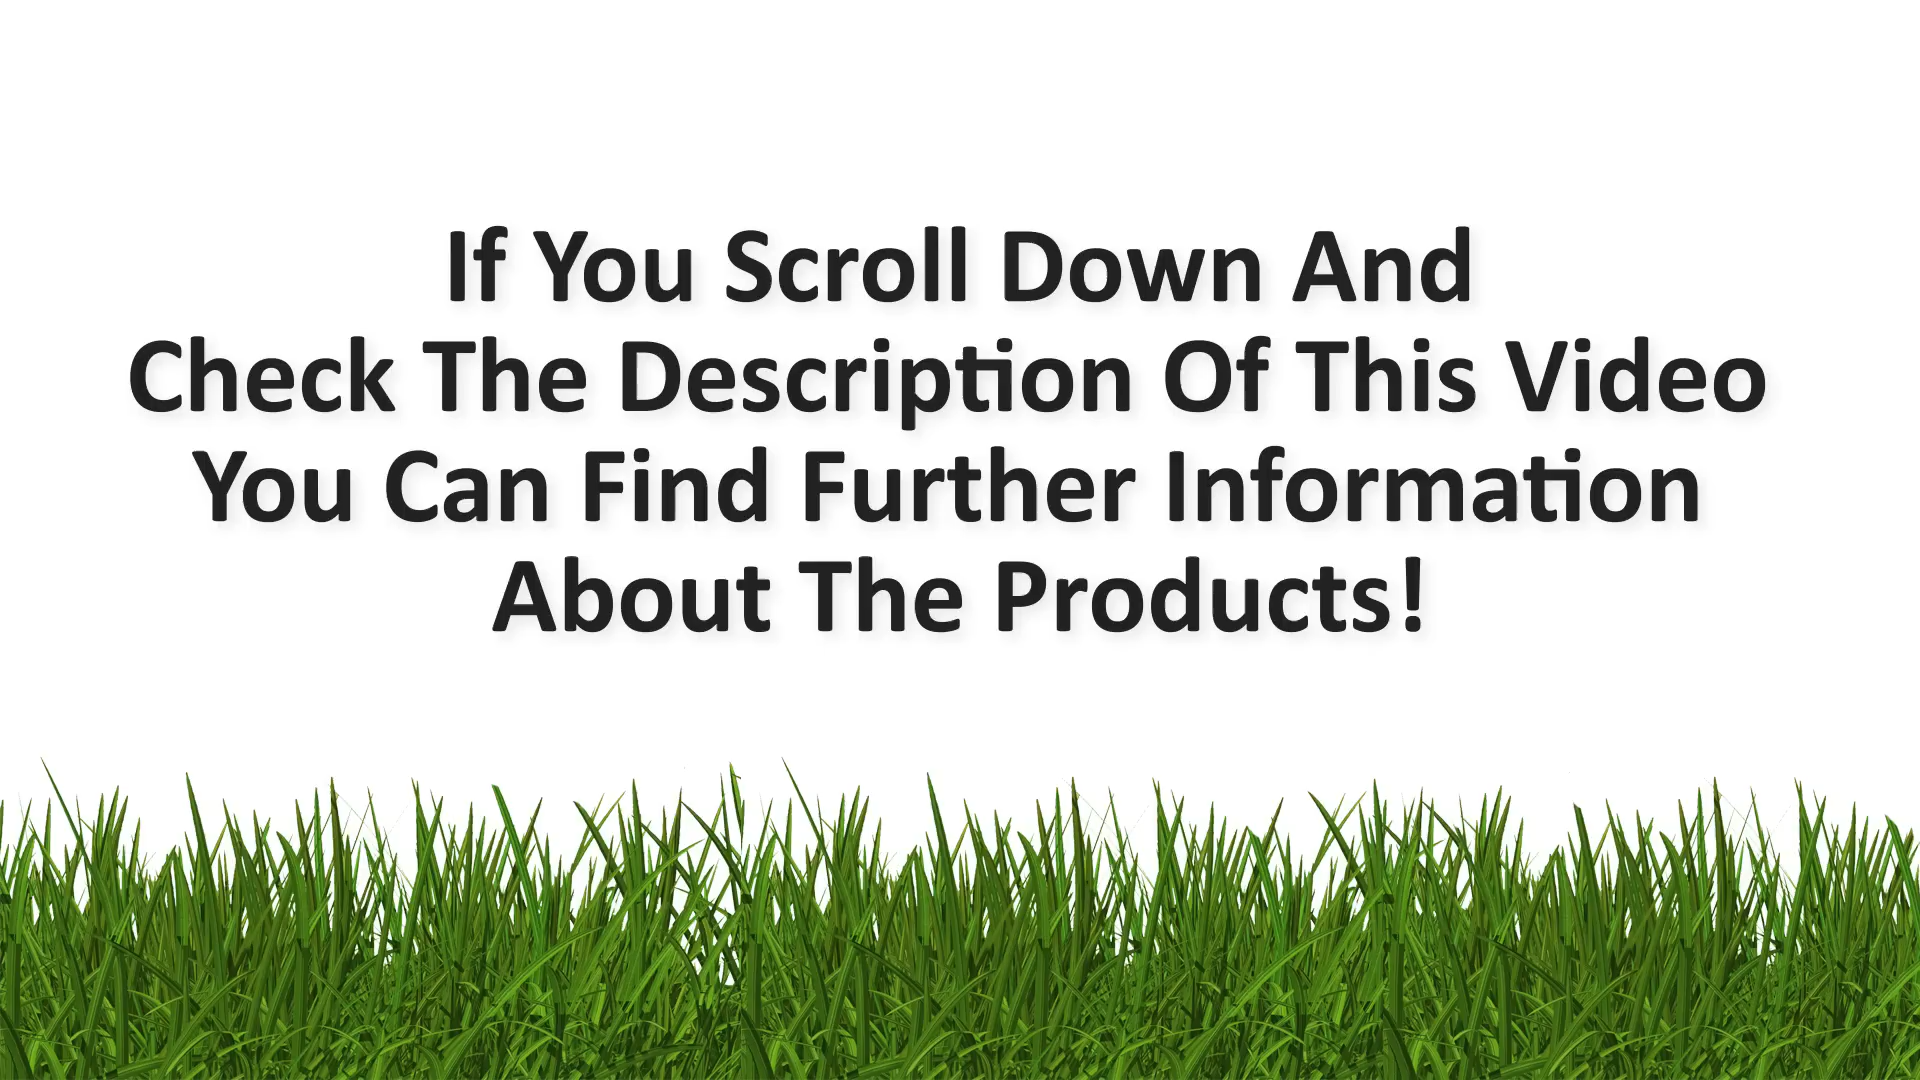 If You Scroll Down And
Check The Description Of This Video
You Can Find Further Information
About The Products!